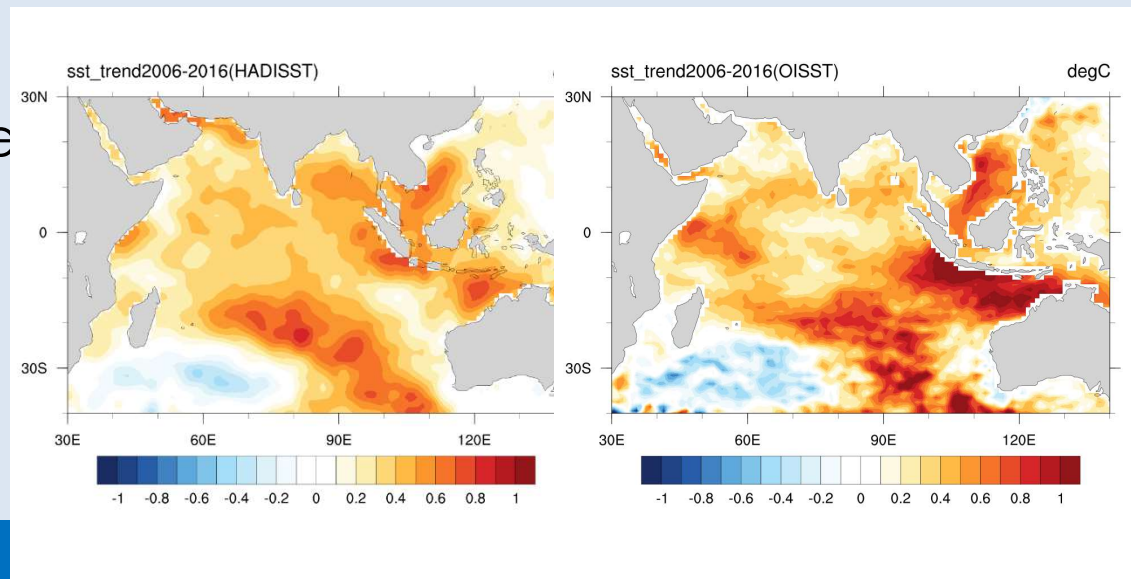 sst_trend2006-2016(HADISST)
30N
0
30S
30E 60E 90E 120E
-1 -0.8 -0.6 -0.4 -0.2 0 0.2 0.4 0.6 0.8 1
sst_trend2006-2016(OISST) degC
30N
0
30S
30E 60E 90E 120E
-1 -0.8 -0.6 -0.4 -0.2 0 0.2 0.4 0.6 0.8 1